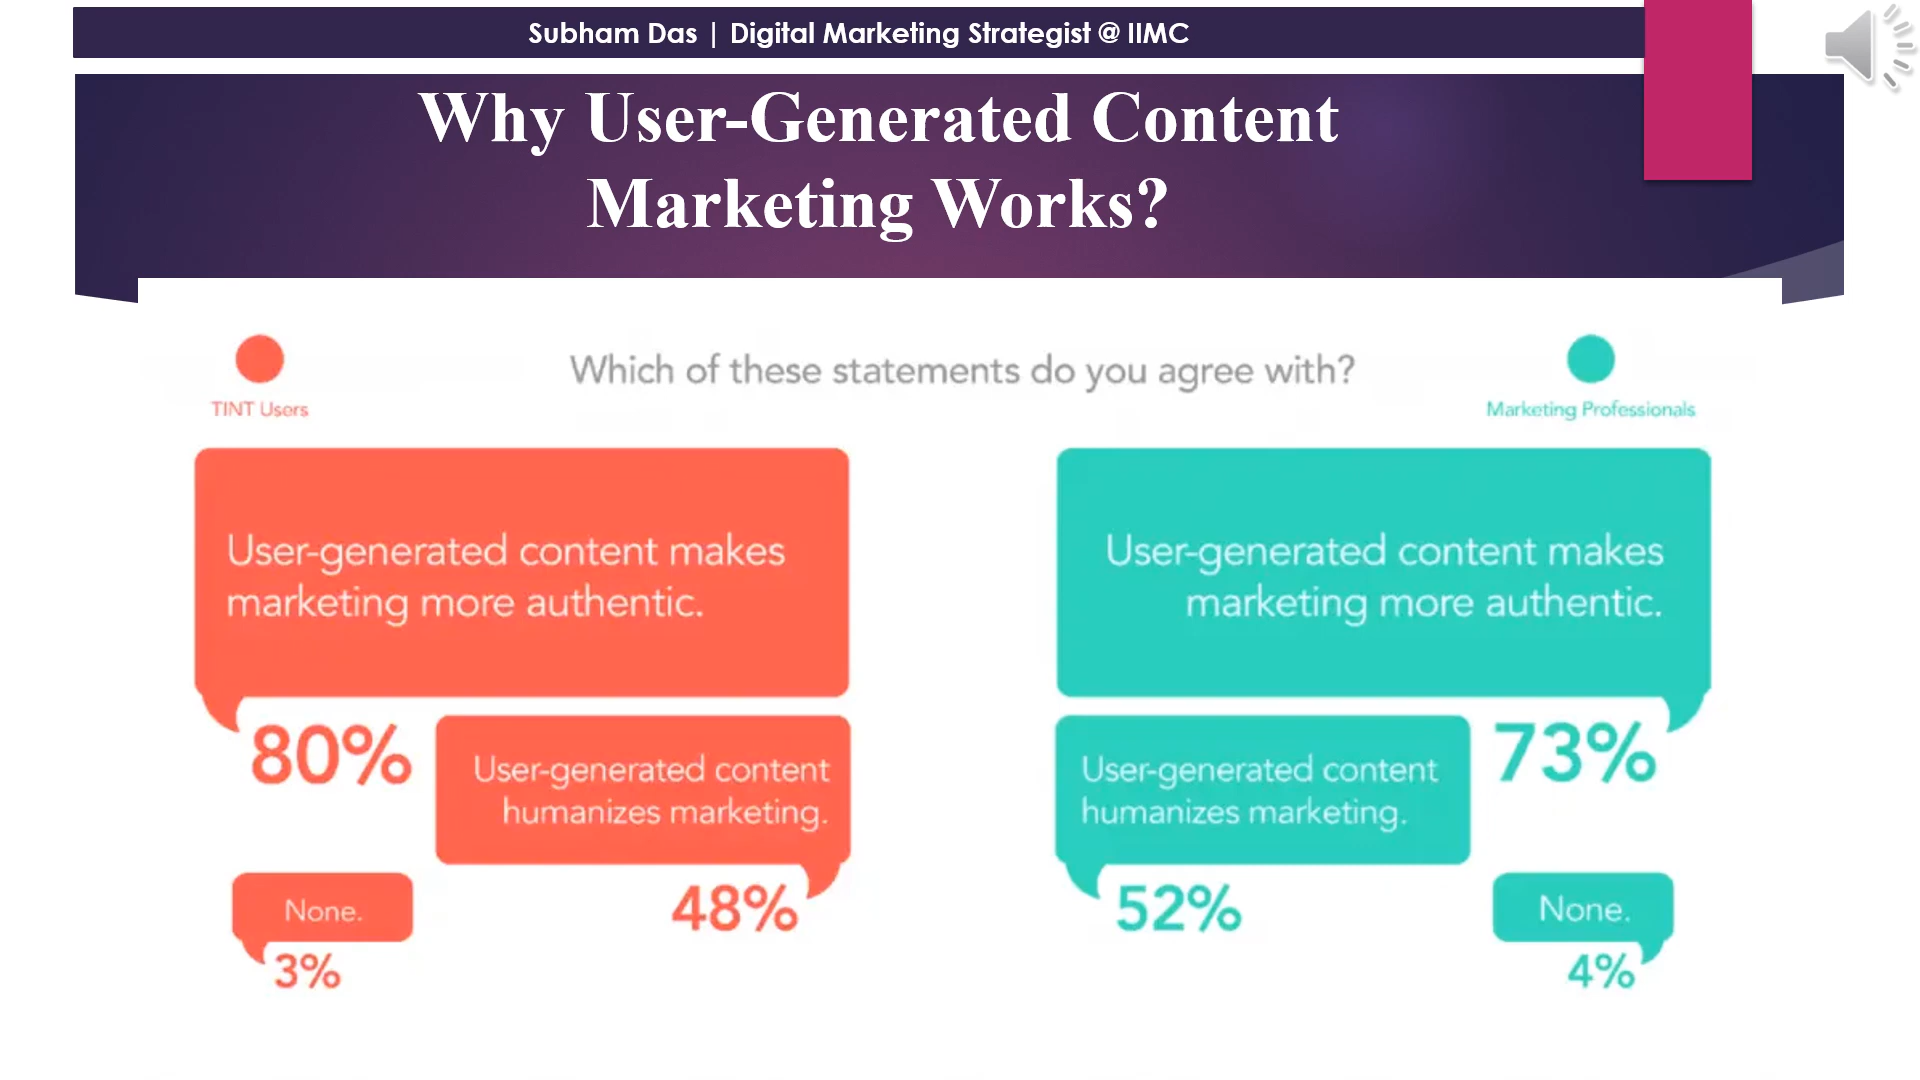 Subham Das | Digital Marketing Strategist @ IIMC
Why User-Generated Content
Marketing Works?
Which of these statements do you agree with?
TINT Users
Marketing Professionals
User-generated content makes
marketing more authentic.
80%
User-generated content
humanizes marketing.
48%
None.
3%
User-generated content makes
marketing more authentic.
73%
User-generated content
humanizes marketing.
52%
None.
4%